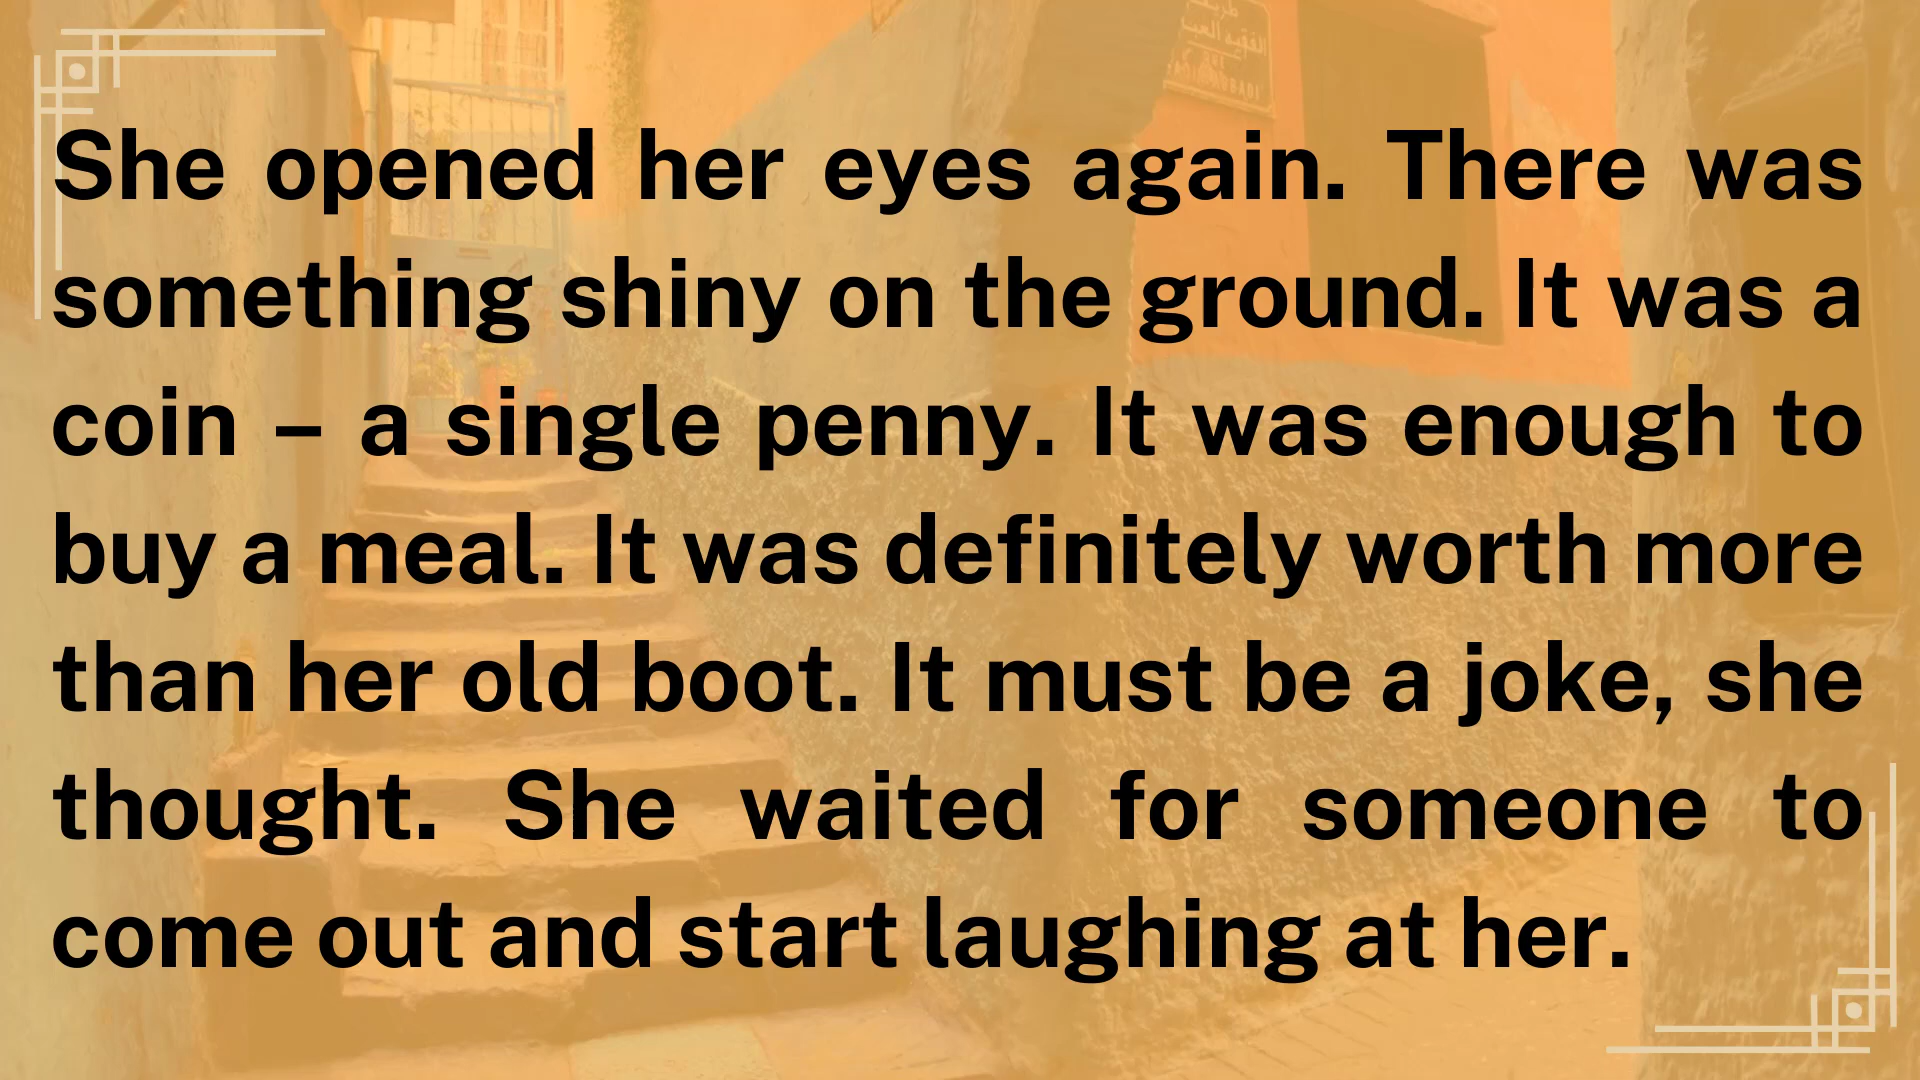 طريق
الفقيه
She opened her eyes again. There was
something shiny on the ground. It was a
coin – a single penny. It was enough to
buy a meal. It was definitely worth more
than her old boot. It must be a joke, she
thought. She waited for someone to
come out and start laughing at her.